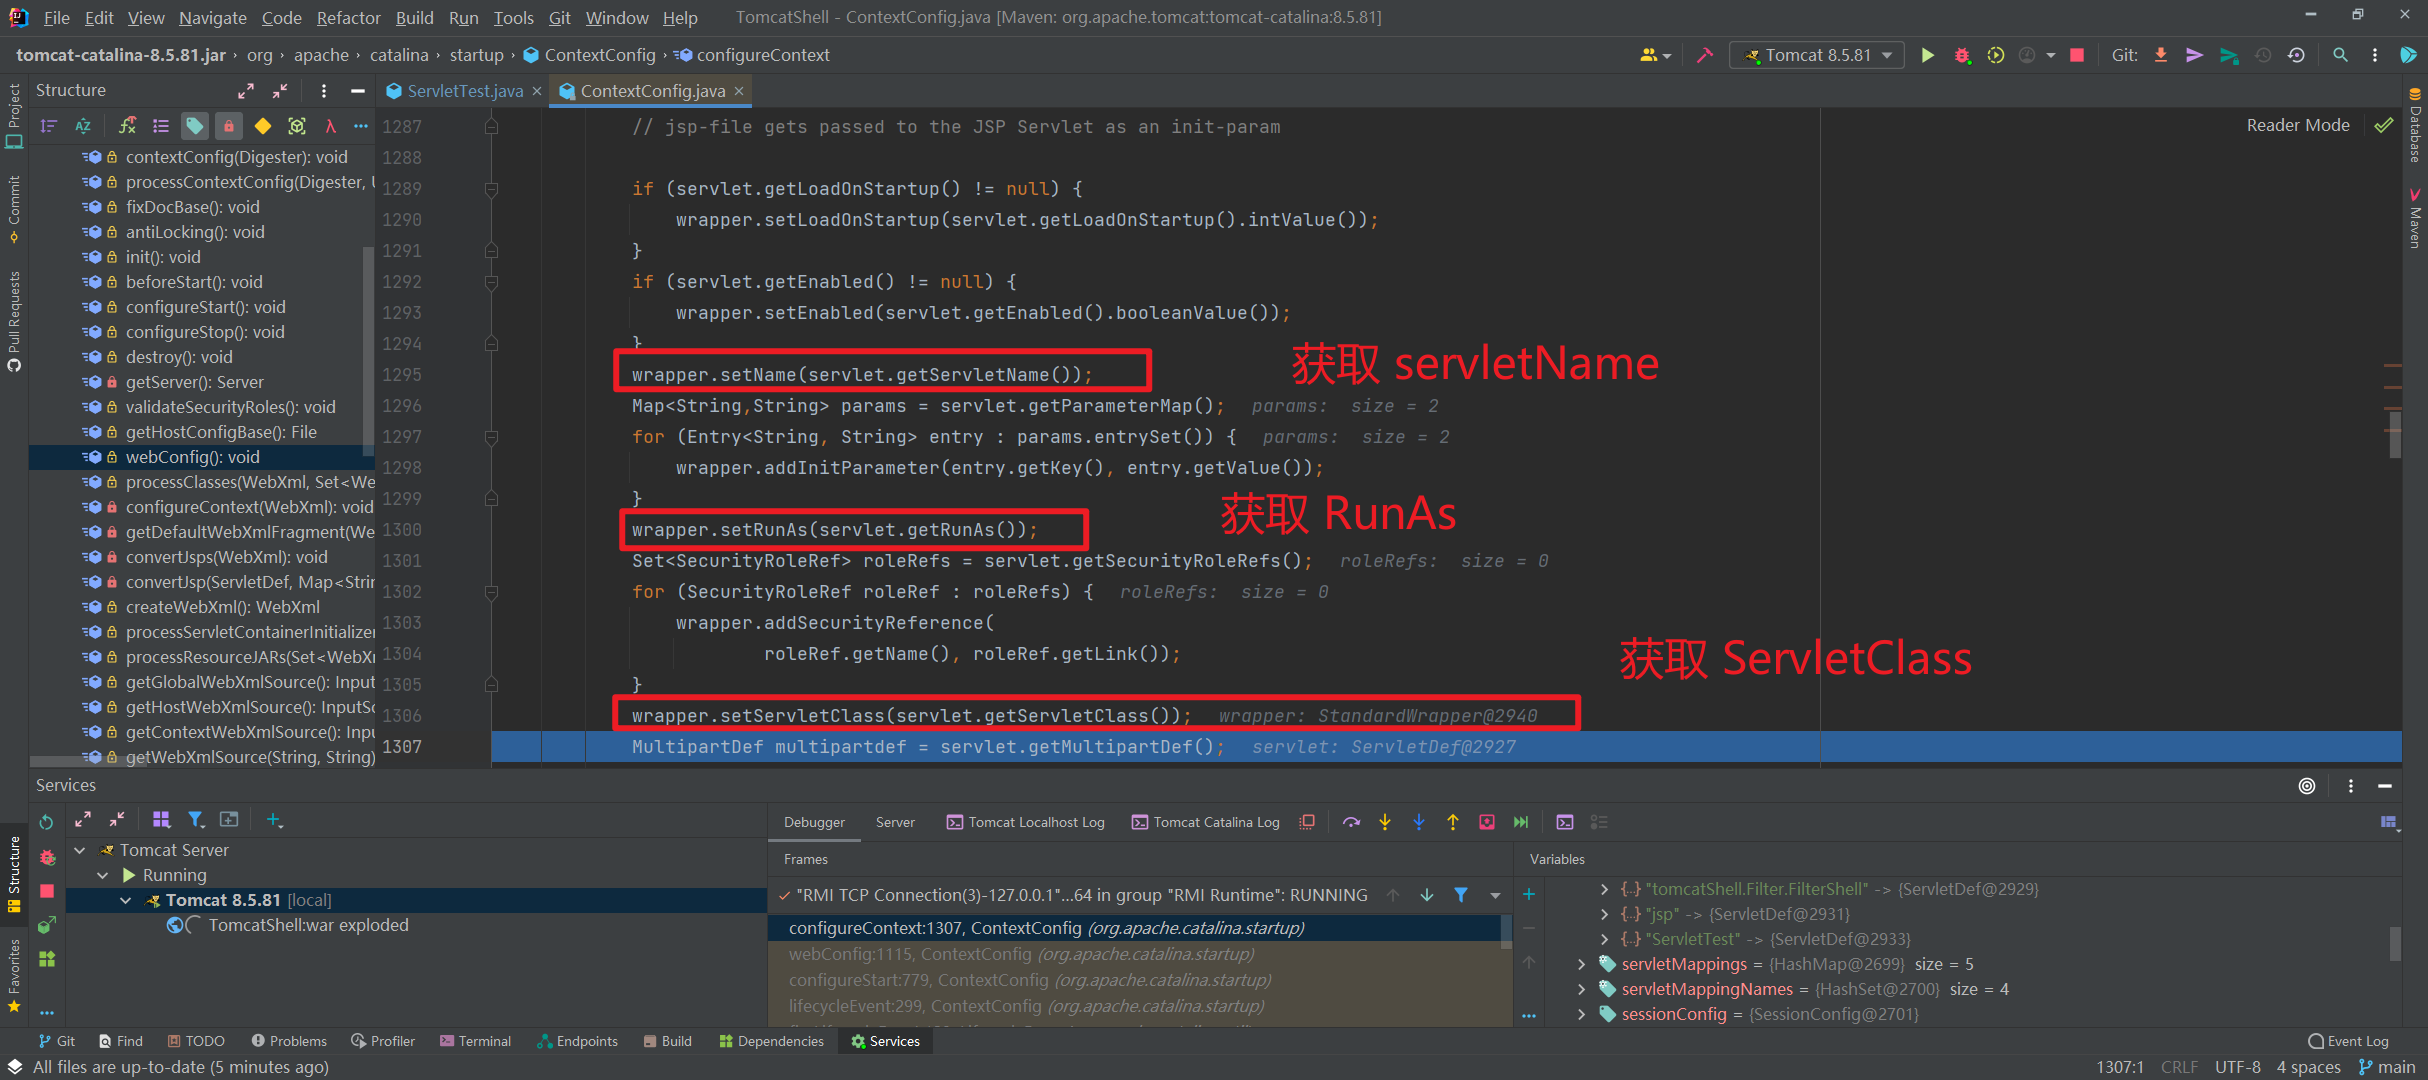 File Edit View Navigate Code Refactor Build Run Tools Git Window Help TomcatShell - ContextConfig.java [Maven: org.apache.tomcat:tomcat-catalina:8.5.81]
tomcat-catalina-8.5.81.jar › org › apache › catalina › startup › ContextConfig › configureContext Tomcat 8.5.81 Git:
Structure ServletTest.java × ContextConfig.java ×
Project
Commit
Pull Requests
contextConfig(Digester): void
processContextConfig(Digester, U
fixDocBase(): void
antiLocking(): void
init(): void
beforeStart(): void
configureStart(): void
configureStop(): void
destroy(): void
getServer(): Server
validateSecurityRoles(): void
getHostConfigBase(): File
webConfig(): void
processClasses(WebXml, Set<We
configureContext(WebXml): void
getDefaultWebXmlFragment(We
convertJsps(WebXml): void
convertJsp(ServletDef, Map<Strin
createWebXml(): WebXml
processServletContainerInitializer
processResourceJARs(Set<WebXm
getGlobalWebXmlSource(): Input
getHostWebXmlSource(): InputSo
getContextWebXmlSource(): Inpu
getWebXmlSource(String, String)
Reader Mode
Database
Maven
1287 // jsp-file gets passed to the JSP Servlet as an init-param
1288
1289 if (servlet.getLoadOnStartup() != null) {
1290 wrapper.setLoadOnStartup(servlet.getLoadOnStartup().intValue());
1291 }
1292 if (servlet.getEnabled() != null) {
1293 wrapper.setEnabled(servlet.getEnabled().booleanValue());
1294 }
1295 wrapper.setName(servlet.getServletName()); 获取 servletName
1296 Map<String,String> params = servlet.getParameterMap(); params: size = 2
1297 for (Entry<String, String> entry : params.entrySet()) { params: size = 2
1298 wrapper.addInitParameter(entry.getKey(), entry.getValue());
1299 }
获取 RunAs
1300 wrapper.setRunAs(servlet.getRunAs());
1301 Set<SecurityRoleRef> roleRefs = servlet.getSecurityRoleRefs(); roleRefs: size = 0
1302 for (SecurityRoleRef roleRef : roleRefs) { roleRefs: size = 0
1303 wrapper.addSecurityReference(
1304 roleRef.getName(), roleRef.getLink());
获取 ServletClass
1305 }
1306 wrapper.setServletClass(servlet.getServletClass()); wrapper: StandardWrapper@2940
1307 MultipartDef multipartdef = servlet.getMultipartDef(); servlet: ServletDef@2927
Services
Structure
Favorites
Tomcat Server
Running
Tomcat 8.5.81 [local]
TomcatShell:war exploded
Debugger Server Tomcat Localhost Log Tomcat Catalina Log
Frames
"RMI TCP Connection(3)-127.0.0.1"...64 in group "RMI Runtime": RUNNING
configureContext:1307, ContextConfig (org.apache.catalina.startup)
webConfig:1115, ContextConfig (org.apache.catalina.startup)
configureStart:779, ContextConfig (org.apache.catalina.startup)
lifecycleEvent:299, ContextConfig (org.apache.catalina.startup)
Variables
"tomcatShell.Filter.FilterShell" -> {ServletDef@2929}
"jsp" -> {ServletDef@2931}
"ServletTest" -> {ServletDef@2933}
servletMappings = {HashMap@2699} size = 5
servletMappingNames = {HashSet@2700} size = 4
sessionConfig = {SessionConfig@2701}
Git Find TODO Problems Profiler Terminal Endpoints Build Dependencies Services Event Log
All files are up-to-date (5 minutes ago) 1307:1 CRLF UTF-8 4 spaces main